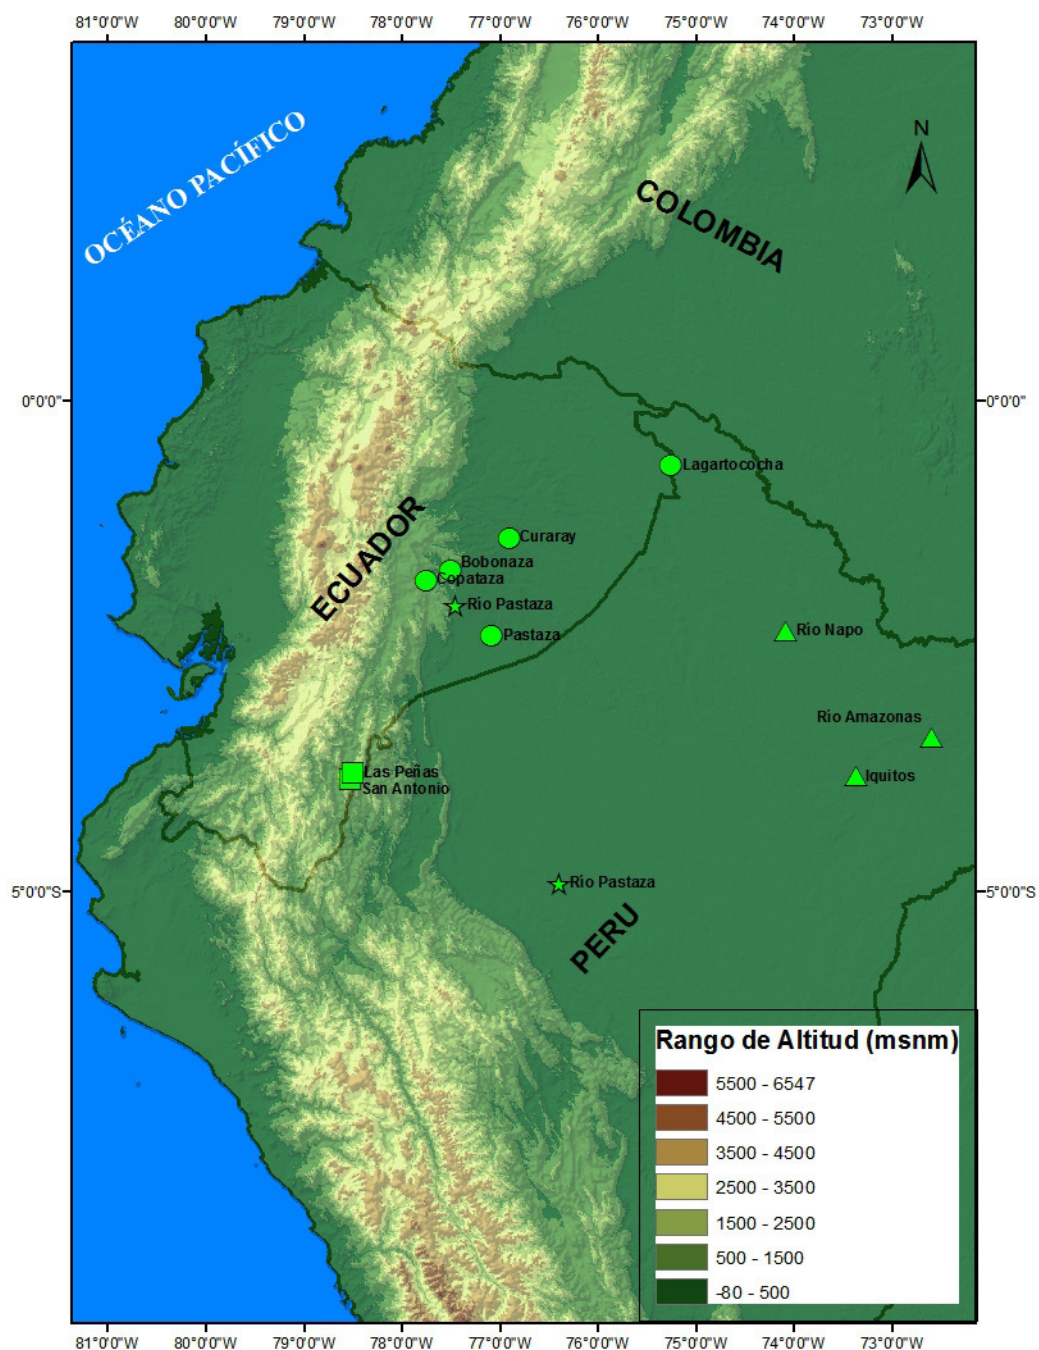 81°0'0"W 80°0'0"W 79°0'0"W 78°0'0"W 77°0'0"W 76°0'0"W 75°0'0"W 74°0'0"W 73°0'0"W
OCÉANO PACÍFICO
N
COLOMBIA
0°0'0" 0°0'0"
Lagartococha
ECUADOR
Curaray
Bobonaza
Copataza
Río Pastaza
Pastaza
Río Napo
Río Amazonas
Las Peñas
San Antonio
Iquitos
5°0'0"S 5°0'0"S
Río Pastaza
PERU
Rango de Altitud (msnm)
5500 - 6547
4500 - 5500
3500 - 4500
2500 - 3500
1500 - 2500
500 - 1500
-80 - 500
81°0'0"W 80°0'0"W 79°0'0"W 78°0'0"W 77°0'0"W 76°0'0"W 75°0'0"W 74°0'0"W 73°0'0"W